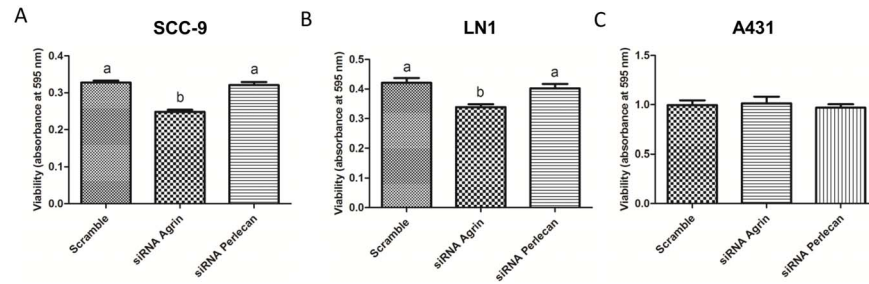 A
SCC-9
Viability (absorbance at 595 nm)
0.4
0.3
0.2
0.1
0.0
a
b
a
Scramble
siRNA Agrin
siRNA Perlecan
B
LN1
Viability (absorbance at 595 nm)
0.5
0.4
0.3
0.2
0.1
0.0
a
b
a
Scramble
siRNA Agrin
siRNA Perlecan
C
A431
Viability (absorbance at 595 nm)
1.5
1.0
0.5
0.0
Scramble
siRNA Agrin
siRNA Perlecan